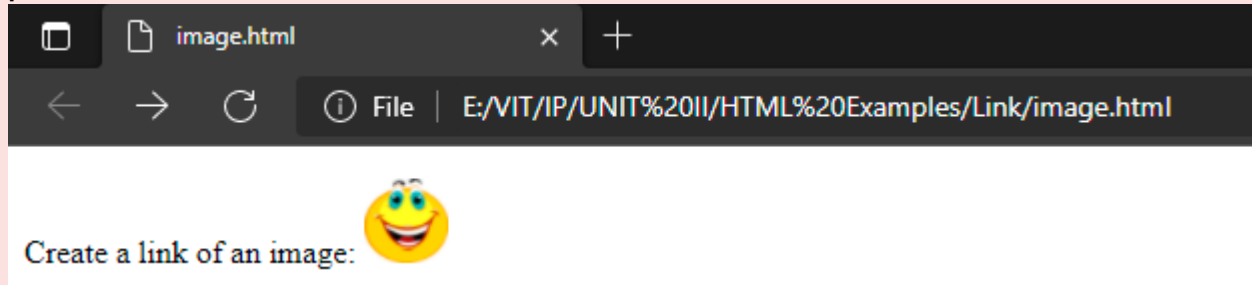 image.html
File | E:/VIT/IP/UNIT%20II/HTML%20Examples/Link/image.html
Create a link of an image: